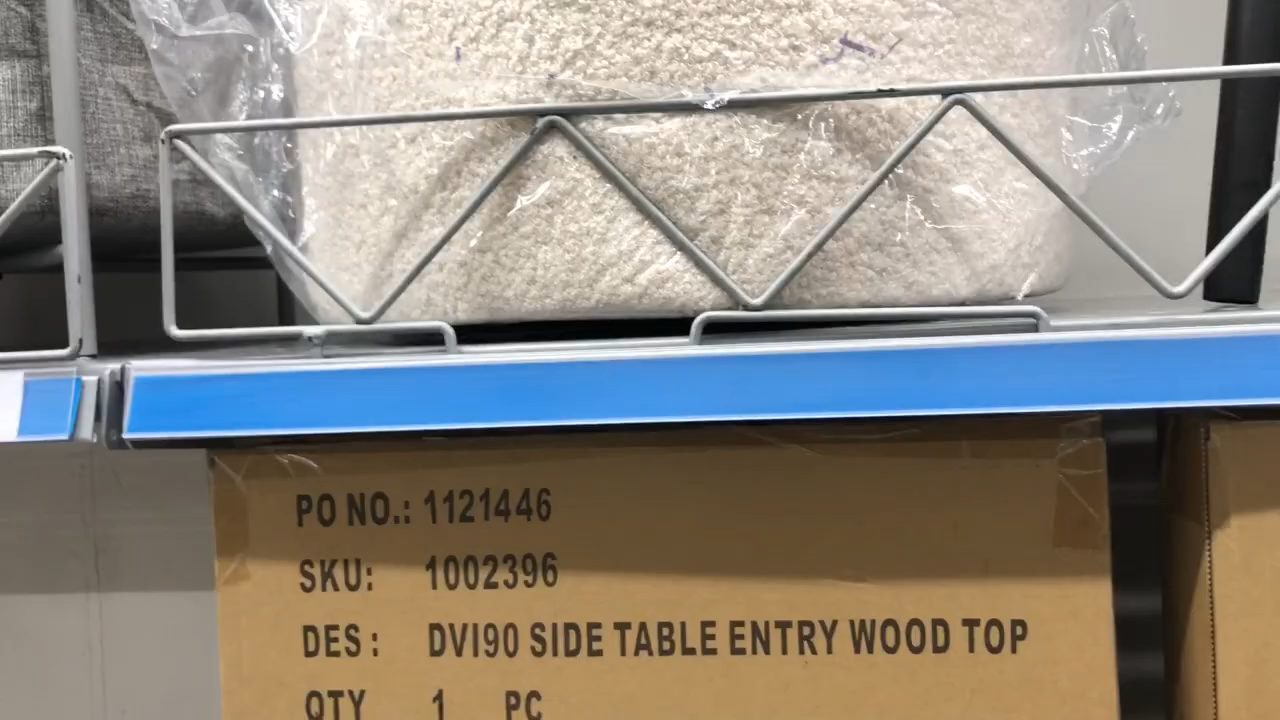 PO NO.: 1121446
SKU: 1002396
DES : DVI90 SIDE TABLE ENTRY WOOD TOP
QTY 1 PC